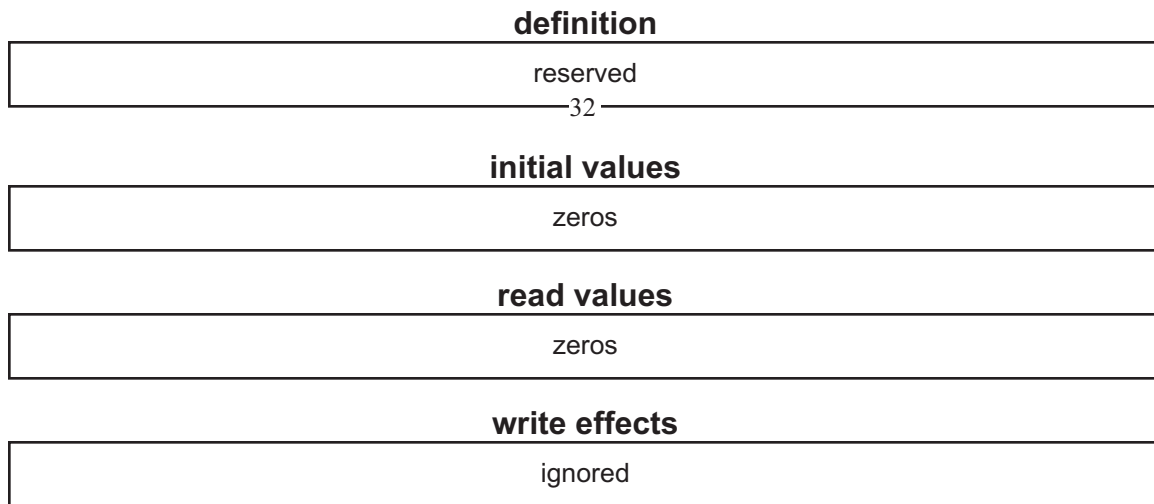 definition
reserved
32
initial values
zeros
read values
zeros
write effects
ignored